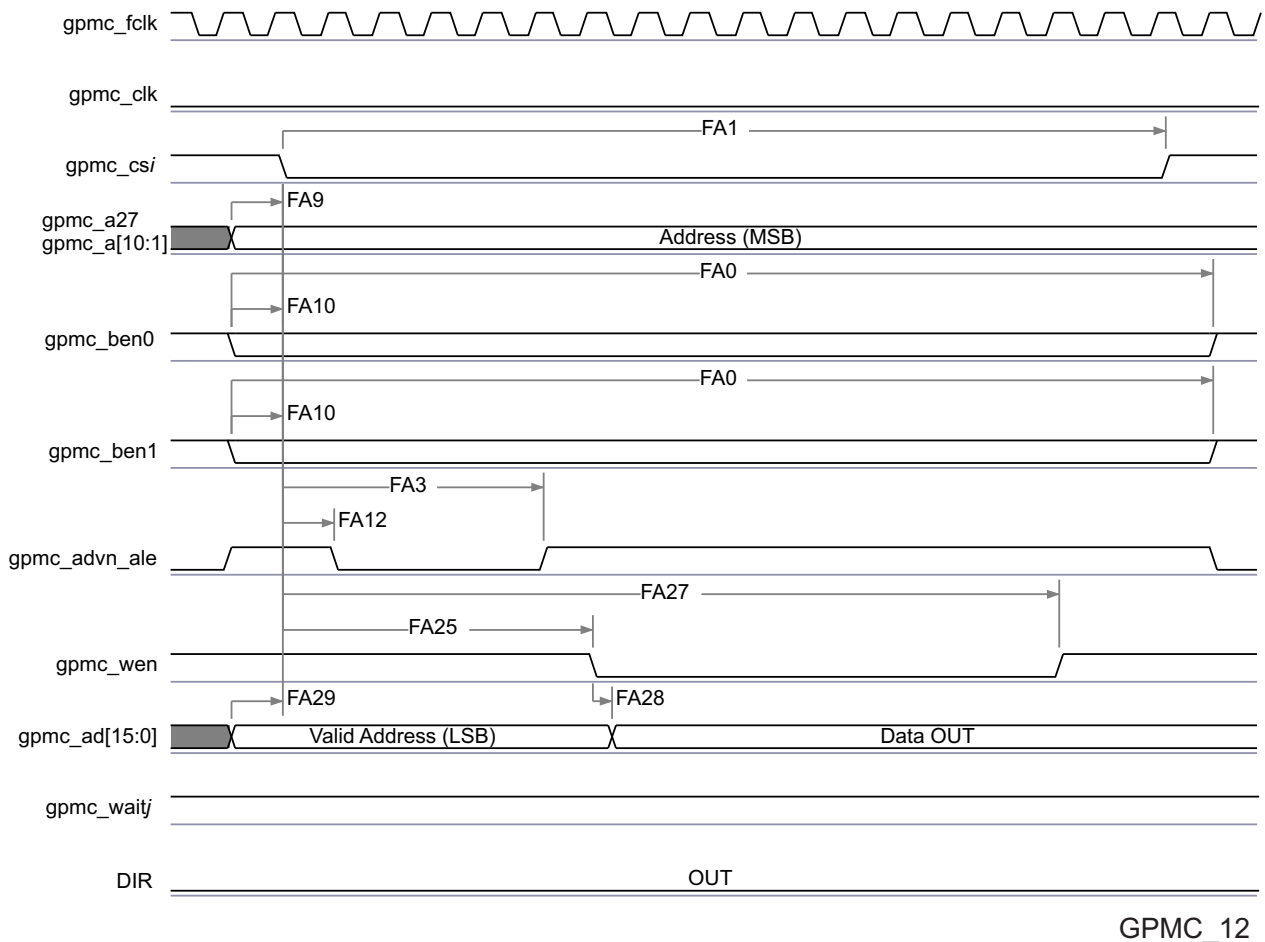 gpmc_fclk
gpmc_clk
FA1
gpmc_csi
FA9
gpmc_a27
gpmc_a[10:1]
Address (MSB)
FA0
FA10
gpmc_ben0
FA0
FA10
gpmc_ben1
FA3
FA12
gpmc_advn_ale
FA27
FA25
gpmc_wen
FA29
FA28
gpmc_ad[15:0]
Valid Address (LSB)
Data OUT
gpmc_waitj
DIR
OUT
GPMC_12